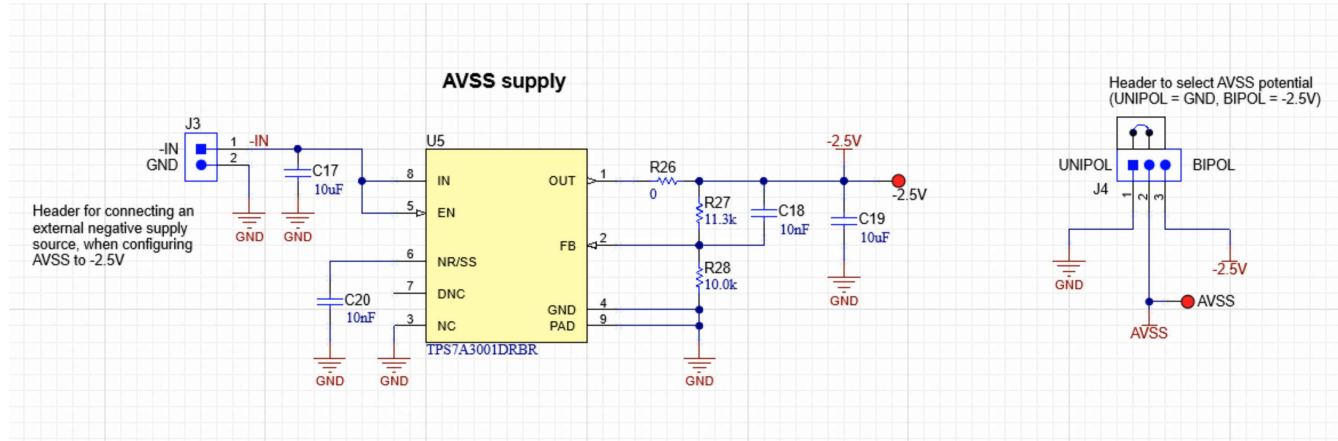 AVSS supply
Header to select AVSS potential
(UNIPOL = GND, BIPOL = -2.5V)
J3
-IN
1
-IN
GND
2
C17
10uF
GND
GND
Header for connecting an
external negative supply
source, when configuring
AVSS to -2.5V
U5
8
IN
5
EN
6
NR/SS
7
DNC
3
NC
OUT
1
FB
2
GND
4
PAD
9
TPS7A3001DRBR
C20
10nF
GND
GND
R26
0
R27
11.3k
R28
10.0k
GND
C18
10nF
-2.5V
C19
10uF
GND
-2.5V
UNIPOL
BIPOL
J4
1
2
3
GND
-2.5V
AVSS
AVSS